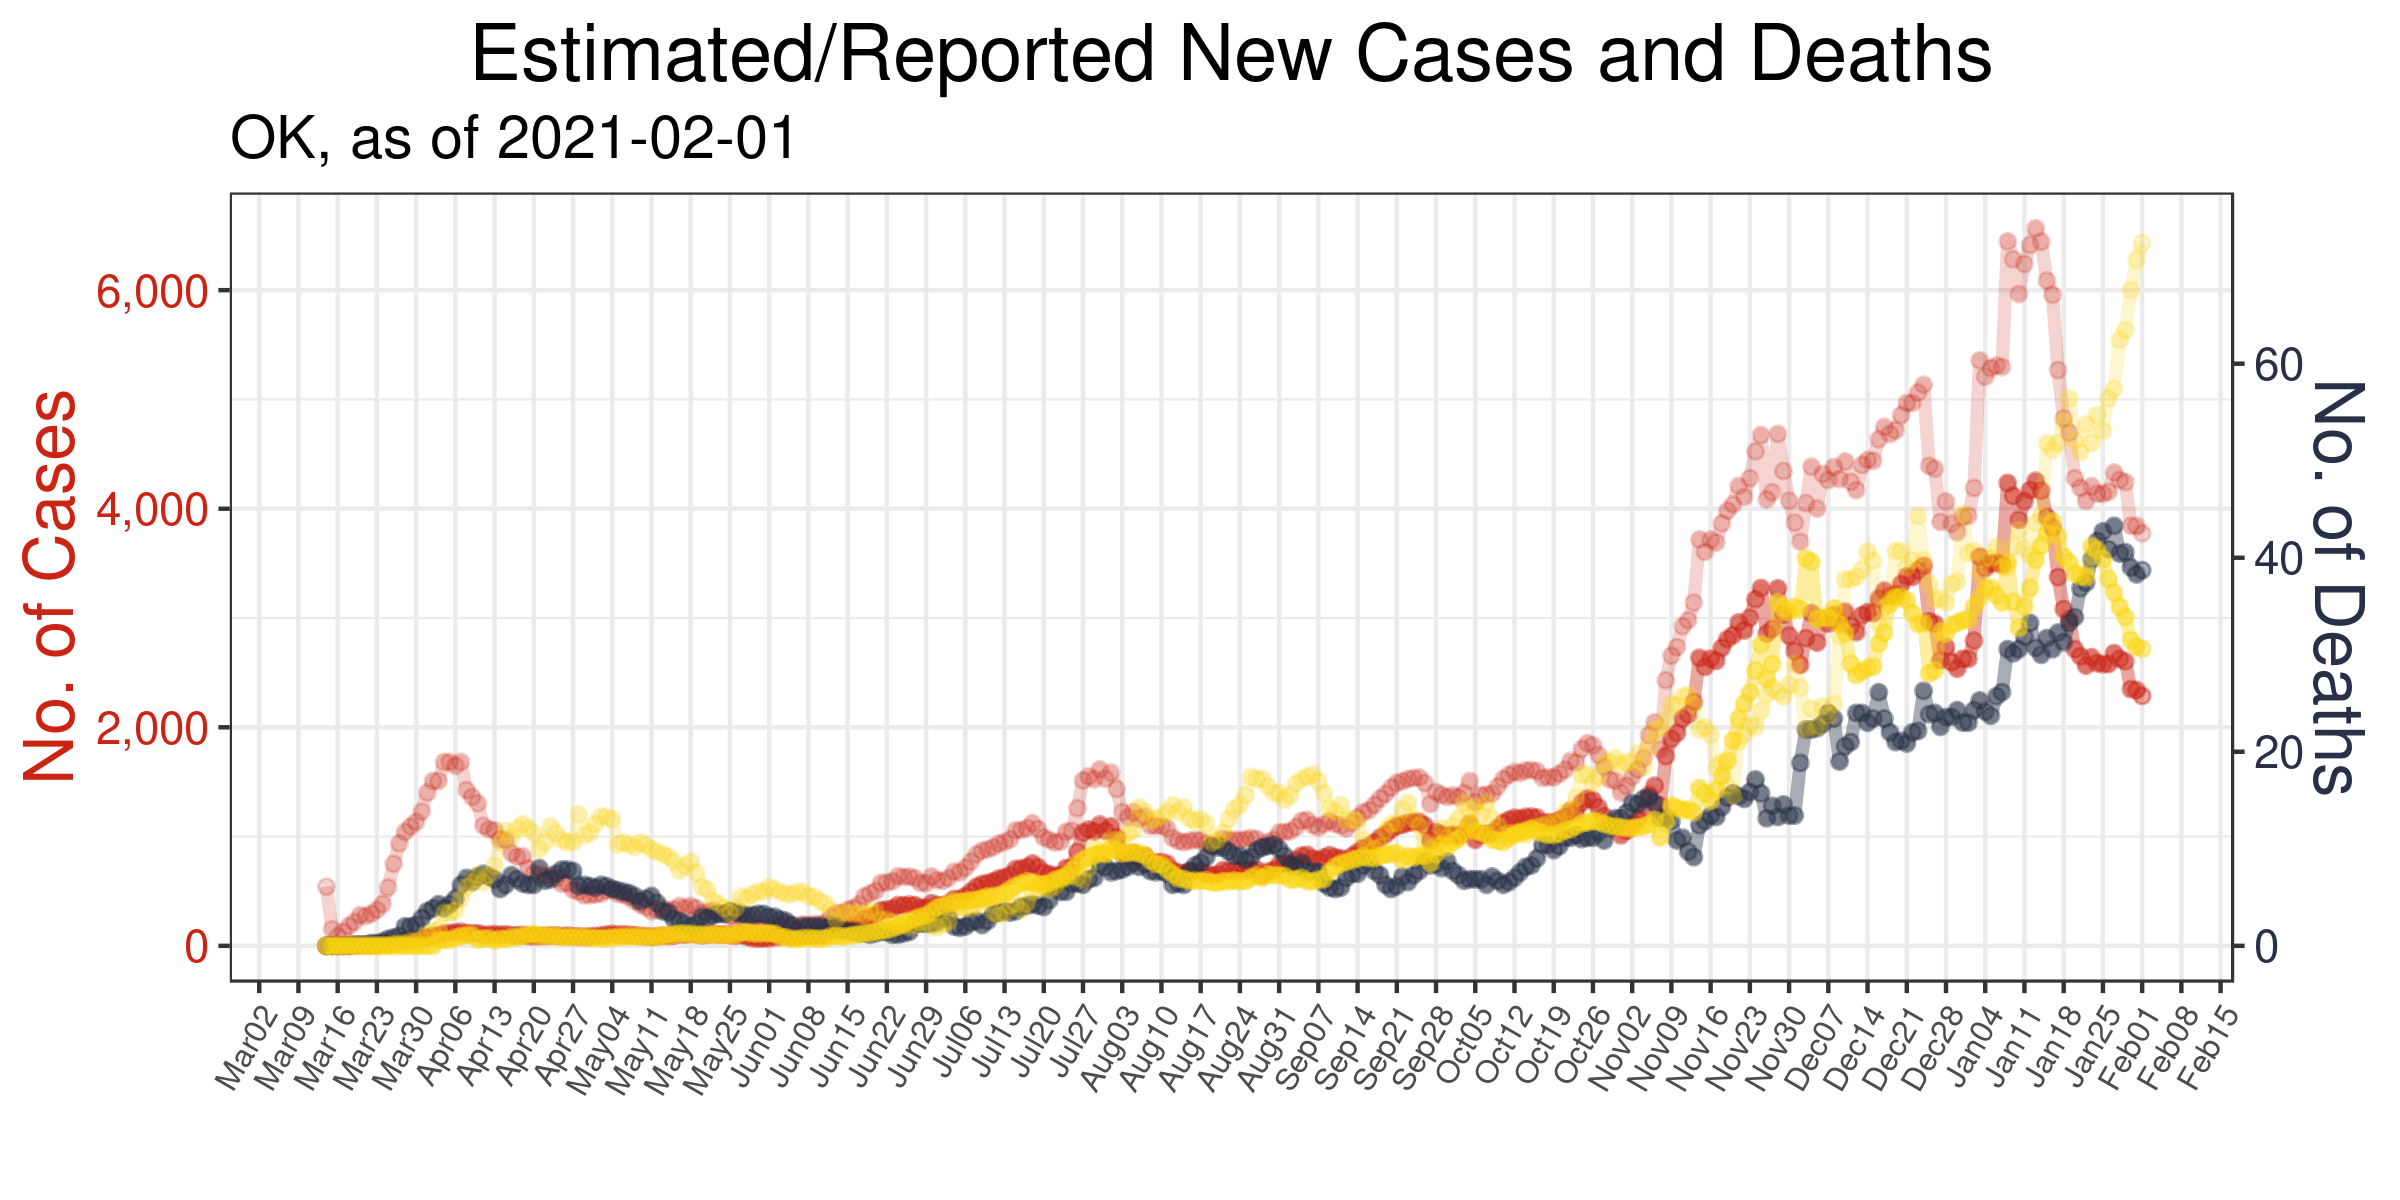 Estimated/Reported New Cases and Deaths
OK, as of 2021-02-01
No. of Cases
6,000
4,000
2,000
0
60
40
20
0
No. of Deaths
Mar02
Mar09
Mar16
Mar23
Mar30
Apr06
Apr13
Apr20
Apr27
May04
May11
May18
May25
Jun01
Jun08
Jun15
Jun22
Jun29
Jul06
Jul13
Jul20
Jul27
Aug03
Aug10
Aug17
Aug24
Aug31
Sep07
Sep14
Sep21
Sep28
Oct05
Oct12
Oct19
Oct26
Nov02
Nov09
Nov16
Nov23
Nov30
Dec07
Dec14
Dec21
Dec28
Jan04
Jan11
Jan18
Jan25
Feb01
Feb08
Feb15